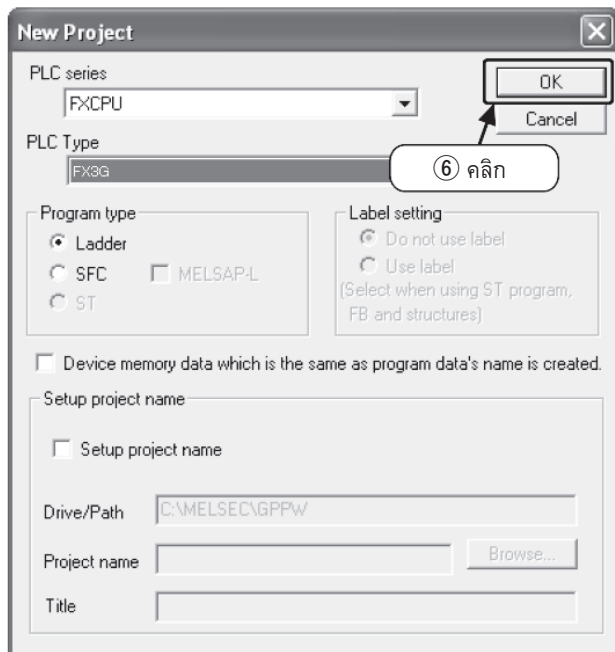 New Project
PLC series
FXCPU
OK
Cancel
PLC Type
FX3G
⑥ คลิก
Program type
Ladder
SFC
MELSAP-L
ST
Label setting
Do not use label
Use label
(Select when using ST program,
FB and structures)
Device memory data which is the same as program data's name is created.
Setup project name
Setup project name
Drive/Path
C:\MELSEC\GPPW
Project name
Browse...
Title